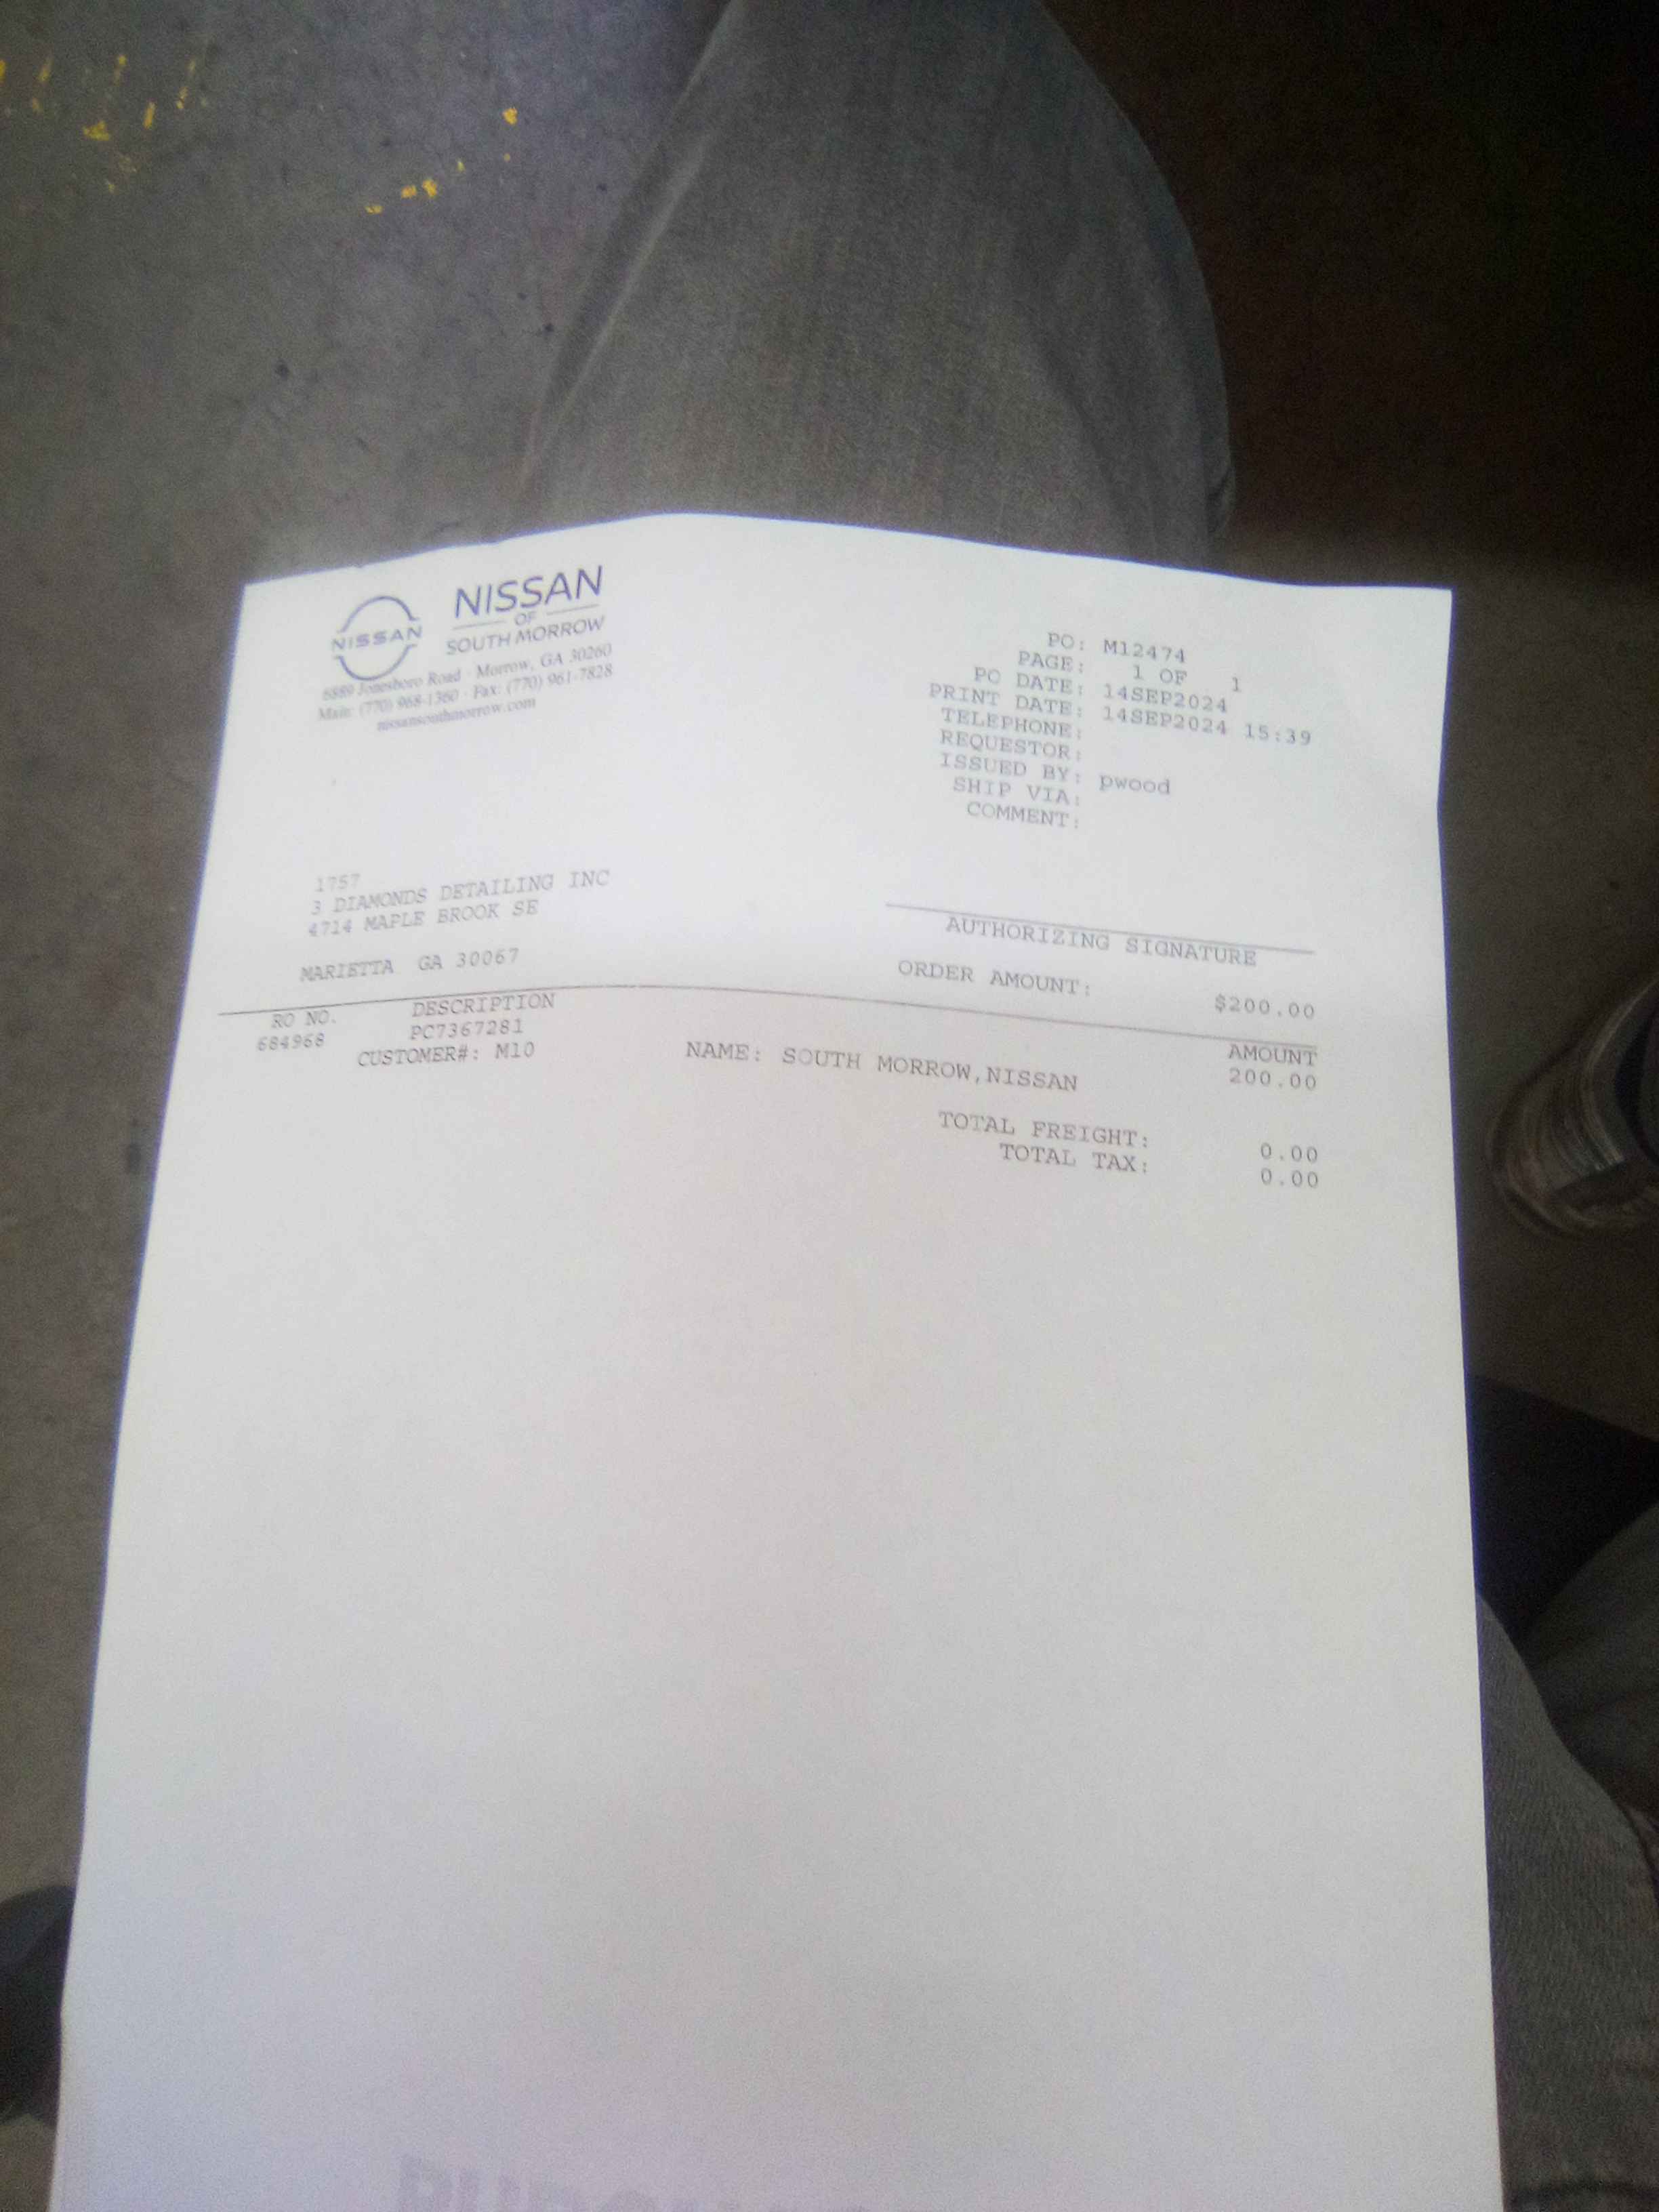 NISSAN
NISSAN
OF
SOUTH MORROW
6889 Jonesboro Road · Morrow, GA 30260
Main: (770) 968-1360 · Fax: (770) 961-7828
nissansouthmorrow.com
PO: M12474
PAGE: 1 OF 1
PO DATE: 14SEP2024
PRINT DATE: 14SEP2024 15:39
TELEPHONE:
REQUESTOR:
ISSUED BY: pwood
SHIP VIA:
COMMENT:
1757
3 DIAMONDS DETAILING INC
4714 MAPLE BROOK SE
MARIETTA GA 30067
AUTHORIZING SIGNATURE
ORDER AMOUNT: $200.00
RO NO. DESCRIPTION AMOUNT
684968 PC7367281 200.00
CUSTOMER#: M10 NAME: SOUTH MORROW,NISSAN
TOTAL FREIGHT: 0.00
TOTAL TAX: 0.00